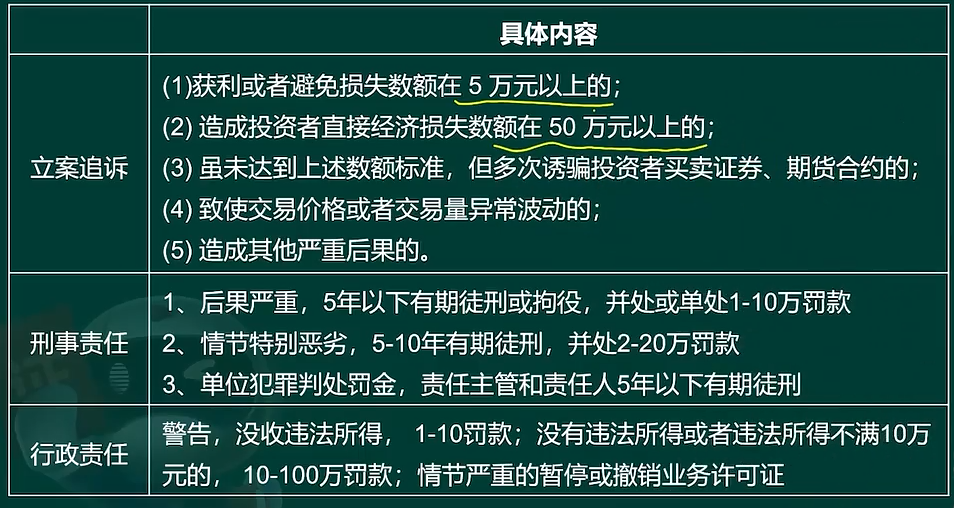 具体内容
立案追诉
(1)获利或者避免损失数额在 5 万元以上的；
(2) 造成投资者直接经济损失数额在 50 万元以上的；
(3) 虽未达到上述数额标准，但多次诱骗投资者买卖证券、期货合约的；
(4) 致使交易价格或者交易量异常波动的；
(5) 造成其他严重后果的。
刑事责任
1、后果严重，5年以下有期徒刑或拘役，并处或单处1-10万罚款
2、情节特别恶劣，5-10年有期徒刑，并处2-20万罚款
3、单位犯罪判处罚金，责任主管和责任人5年以下有期徒刑
行政责任
警告，没收违法所得， 1-10罚款；没有违法所得或者违法所得不满10万
元的， 10-100万罚款；情节严重的暂停或撤销业务许可证